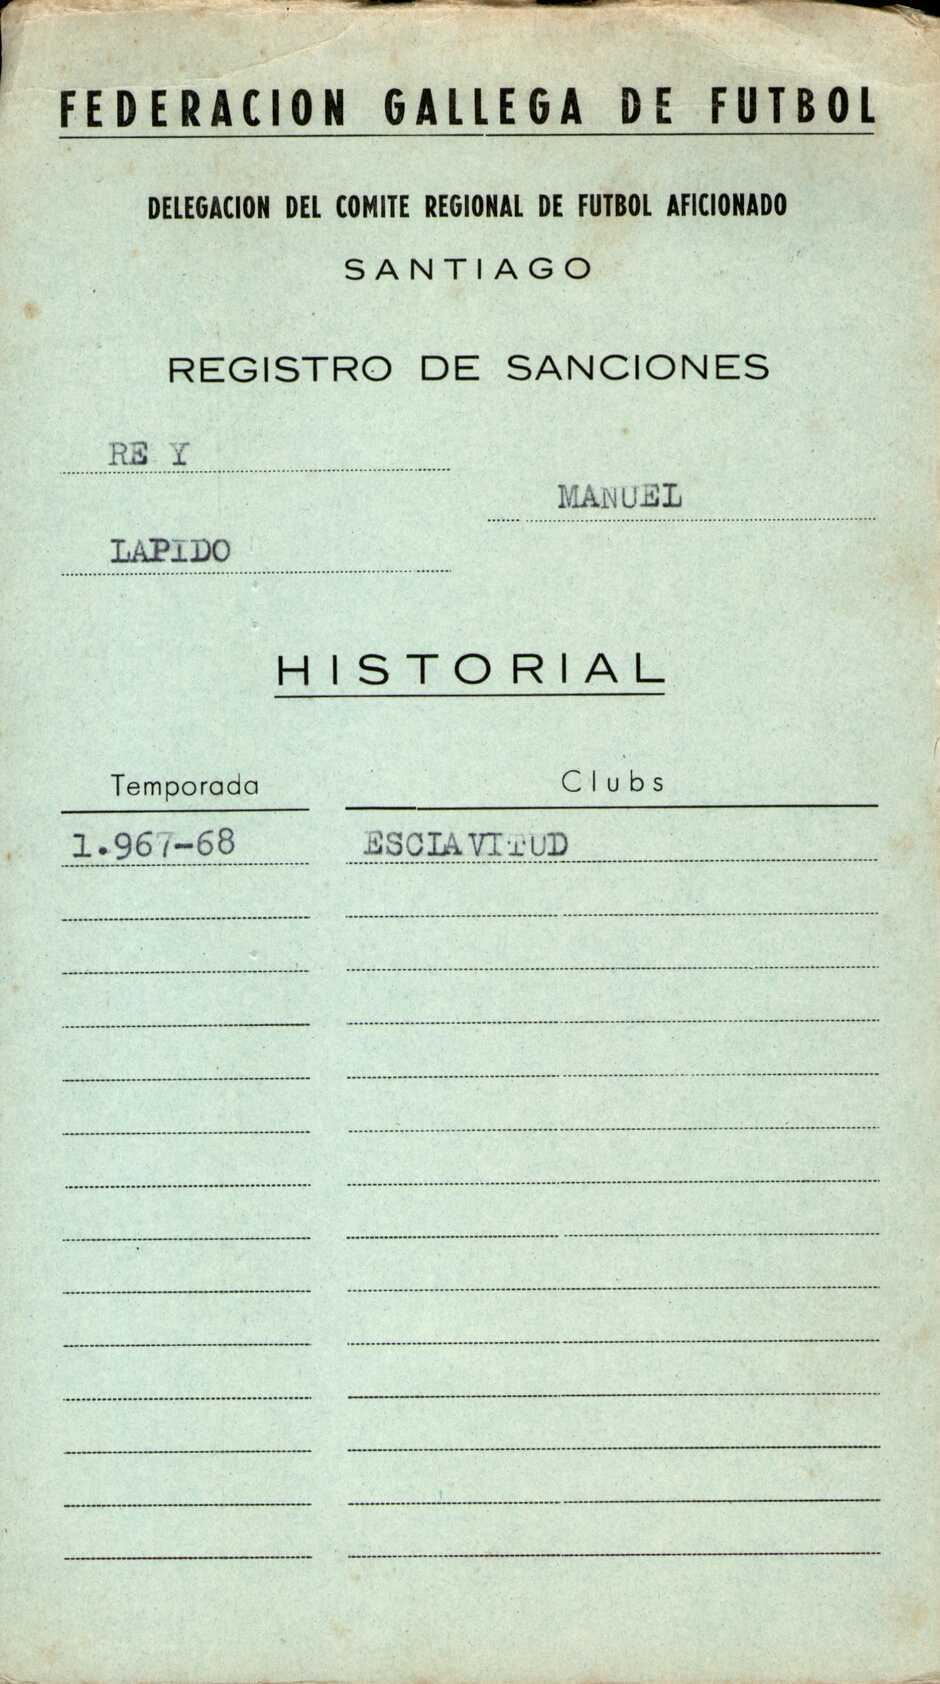 FEDERACION GALLEGA DE FUTBOL
DELEGACION DEL COMITE REGIONAL DE FUTBOL AFICIONADO
SANTIAGO
REGISTRO DE SANCIONES
RE Y
MANUEL
LAPIDO
HISTORIAL
Temporada Clubs
1.967-68 ESCLAVITUD